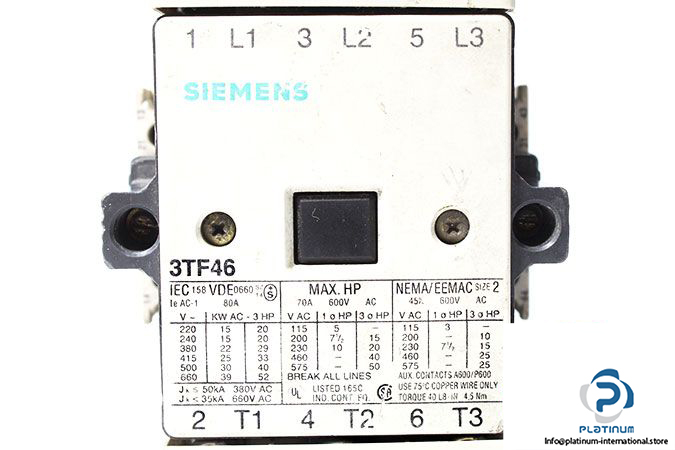 1 L1 3 L2 5 L3
SIEMENS
3TF46
IEC 158 VDE 0660
Ie AC-1 80A
V~ KW AC - 3 HP
220 15 20
240 15 20
380 22 29
415 25 33
500 30 40
660 39 52
≤ 50kA 380V AC
≤ 35kA 660V AC
MAX. HP
70A 600V AC
V AC 1 ø HP 3 ø HP
115 5 –
200 7½ 15
230 10 20
460 – 40
575 – 50
BREAK ALL LINES
UL LISTED 165C
IND. CONT. EQ.
NEMA/EEMAC SIZE 2
45A 600V AC
V AC 1 ø HP 3 ø HP
115 3 –
200 – 10
230 7½ 15
460 – 25
575 – 25
AUX. CONTACTS A600/P600
USE 75°C COPPER WIRE ONLY
TORQUE 40 LB-IN 4,5 Nm
2 T1 4 T2 6 T3
PLATINUM
info@platinum-international.store